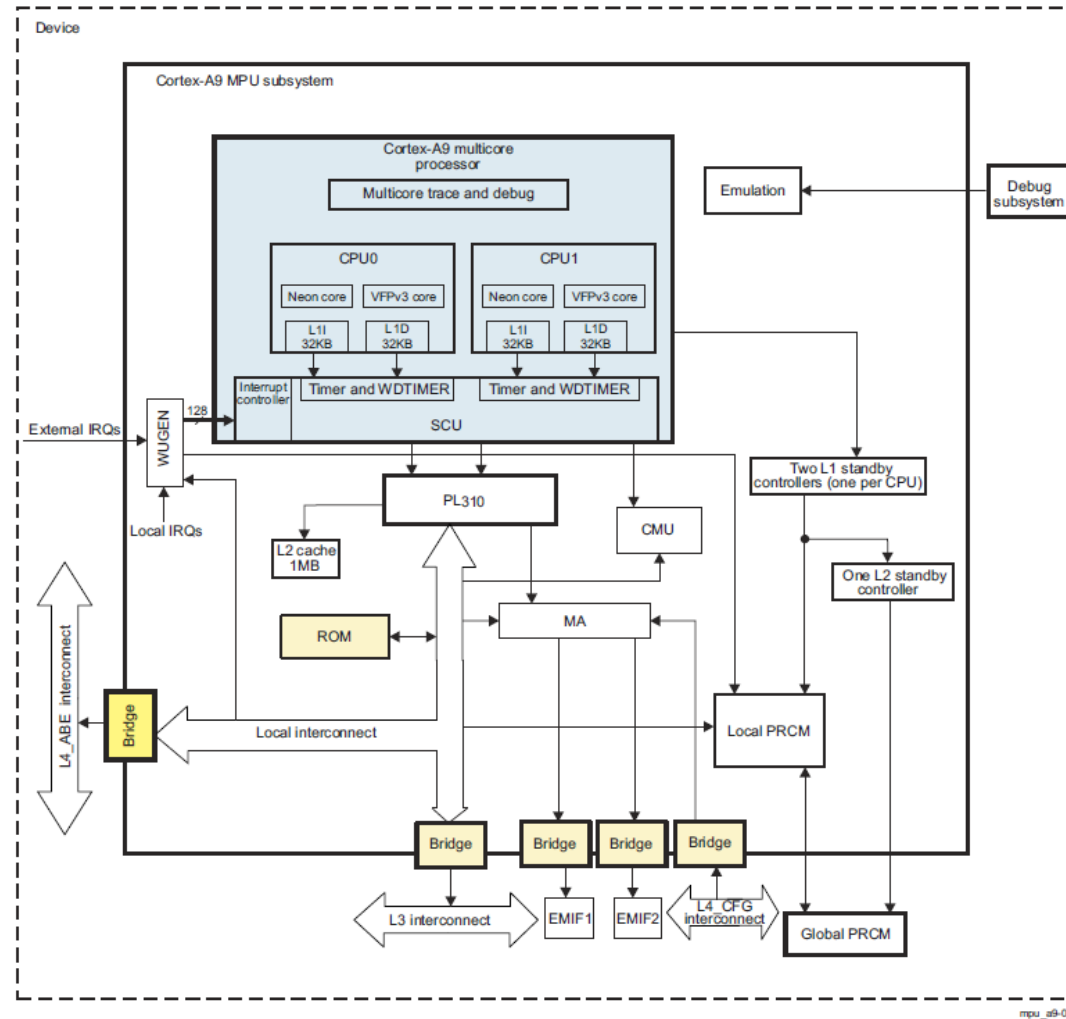 Device
Cortex-A9 MPU subsystem
Cortex-A9 multicore
processor
Multicore trace and debug
Emulation
Debug
subsystem
CPU0
CPU1
Neon core
VFPv3 core
Neon core
VFPv3 core
L1I
32KB
L1D
32KB
L1I
32KB
L1D
32KB
Interrupt
controller
Timer and WDTIMER
Timer and WDTIMER
SCU
128
WUGEN
External IRQs
Local IRQs
Two L1 standby
controllers (one per CPU)
PL310
CMU
L2 cache
1MB
One L2 standby
controller
ROM
MA
L4_ABE interconnect
Bridge
Local interconnect
Local PRCM
Bridge
Bridge
Bridge
Bridge
L3 interconnect
EMIF1
EMIF2
L4_CFG
interconnect
Global PRCM
mpu_a9-0